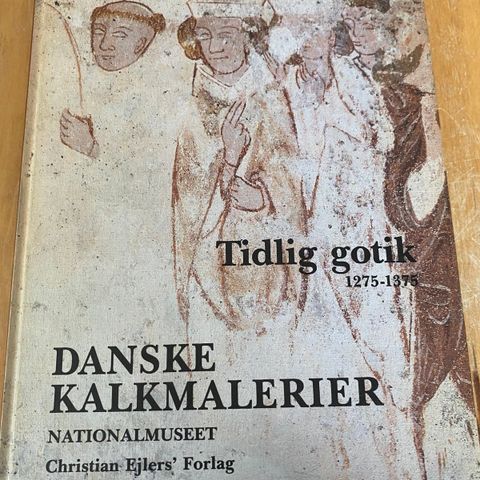 Tidlig gotik
1275-1375
DANSKE
KALKMALERIER
NATIONALMUSEET
Christian Ejlers' Forlag